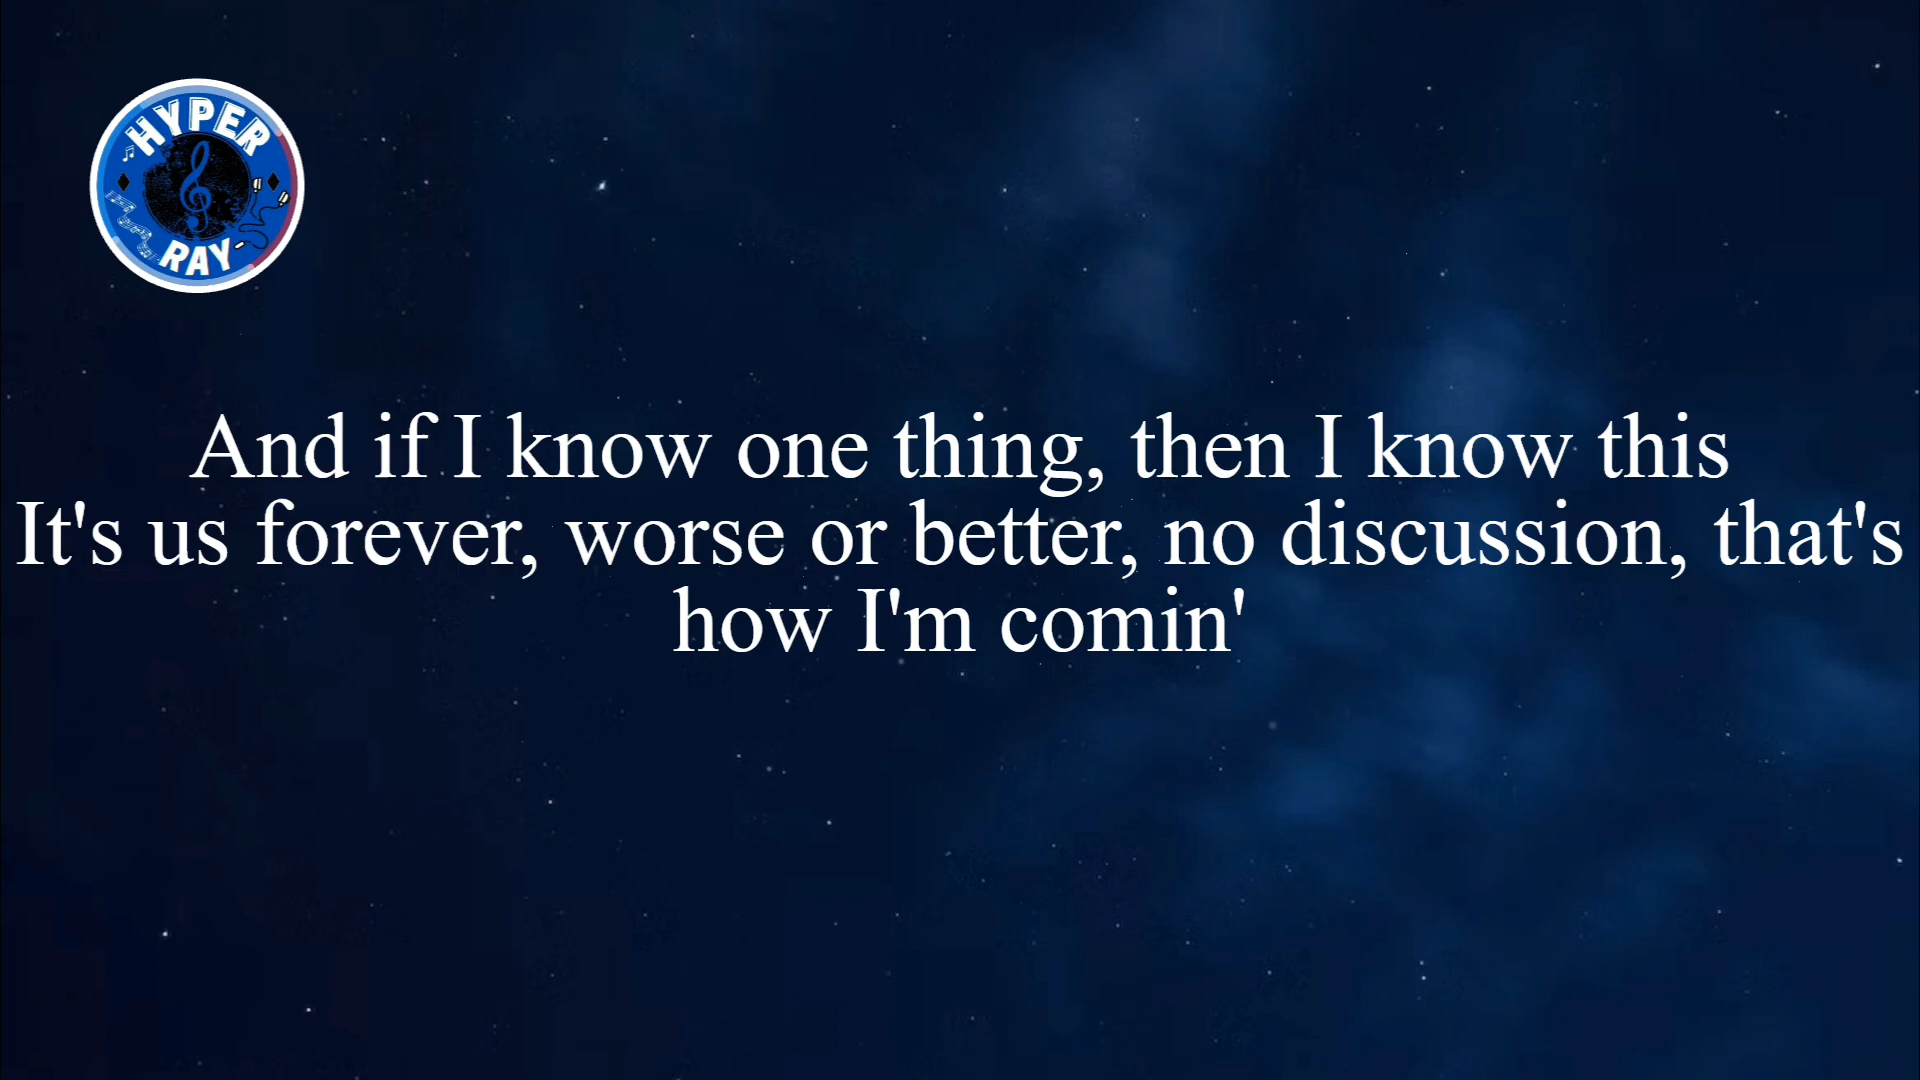 HYPER
RAY
And if I know one thing, then I know this
It's us forever, worse or better, no discussion, that's
how I'm comin'